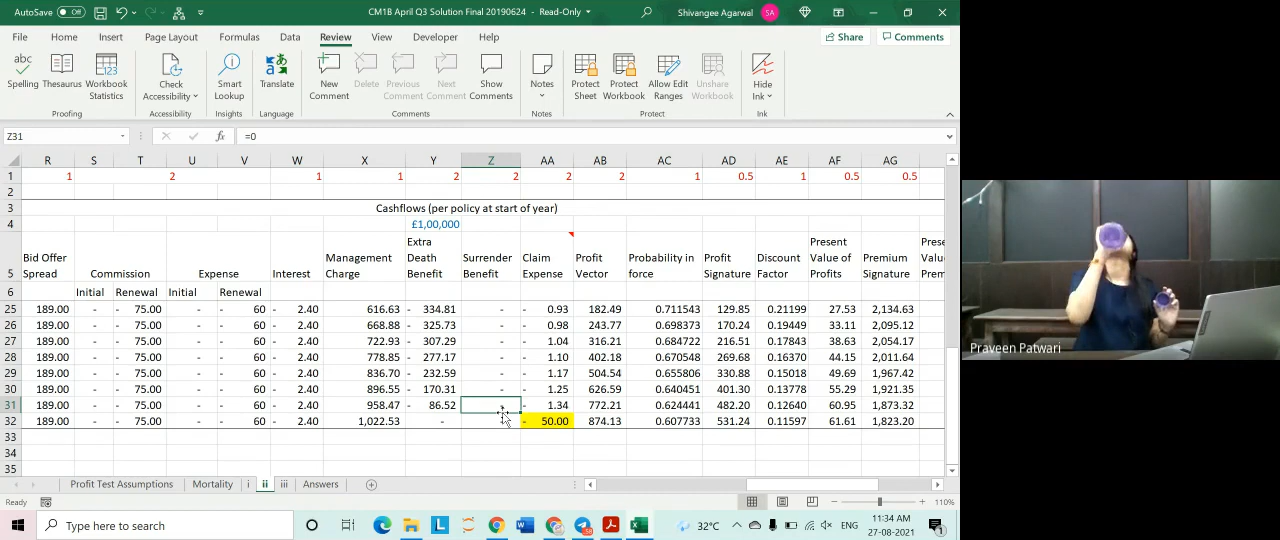 AutoSave Off CM1B April Q3 Solution Final 20190624 - Read-Only Shivangee Agarwal SA
File Home Insert Page Layout Formulas Data Review View Developer Help Share Comments
abc 123
Spelling Thesaurus Workbook Statistics Check Accessibility Smart Lookup Translate New Comment Delete Previous Comment Next Comment Show Comments Notes Protect Sheet Protect Workbook Allow Edit Ranges Unshare Workbook Hide Ink
Proofing Accessibility Insights Language Comments Notes Protect Ink
Z31 fx =0
R S T U V W X Y Z AA AB AC AD AE AF AG
1 1 2 1 1 2 2 2 2 1 0.5 1 0.5 0.5
2
3 Cashflows (per policy at start of year)
4 £1,00,000
5 Bid Offer Spread Commission Expense Interest Management Charge Extra Death Benefit Surrender Benefit Claim Expense Profit Vector Probability in force Profit Signature Discount Factor Present Value of Profits Premium Signature Prese Value Prem
6 Initial Renewal Initial Renewal
25 189.00 - - 75.00 - - 60 - 2.40 616.63 - 334.81 - - 0.93 182.49 0.711543 129.85 0.21199 27.53 2,134.63
26 189.00 - - 75.00 - - 60 - 2.40 668.88 - 325.73 - - 0.98 243.77 0.698373 170.24 0.19449 33.11 2,095.12
27 189.00 - - 75.00 - - 60 - 2.40 722.93 - 307.29 - - 1.04 316.21 0.684722 216.51 0.17843 38.63 2,054.17
28 189.00 - - 75.00 - - 60 - 2.40 778.85 - 277.17 - - 1.10 402.18 0.670548 269.68 0.16370 44.15 2,011.64
29 189.00 - - 75.00 - - 60 - 2.40 836.70 - 232.59 - - 1.17 504.54 0.655806 330.88 0.15018 49.69 1,967.42
30 189.00 - - 75.00 - - 60 - 2.40 896.55 - 170.31 - - 1.25 626.59 0.640451 401.30 0.13778 55.29 1,921.35
31 189.00 - - 75.00 - - 60 - 2.40 958.47 - 86.52 - - 1.34 772.21 0.624441 482.20 0.12640 60.95 1,873.32
32 189.00 - - 75.00 - - 60 - 2.40 1,022.53 - - - 50.00 874.13 0.607733 531.24 0.11597 61.61 1,823.20
33
34
35
Profit Test Assumptions Mortality i ii iii Answers
Ready 110%
Type here to search 32°C ENG 11:34 AM
27-08-2021
Praveen Patwari